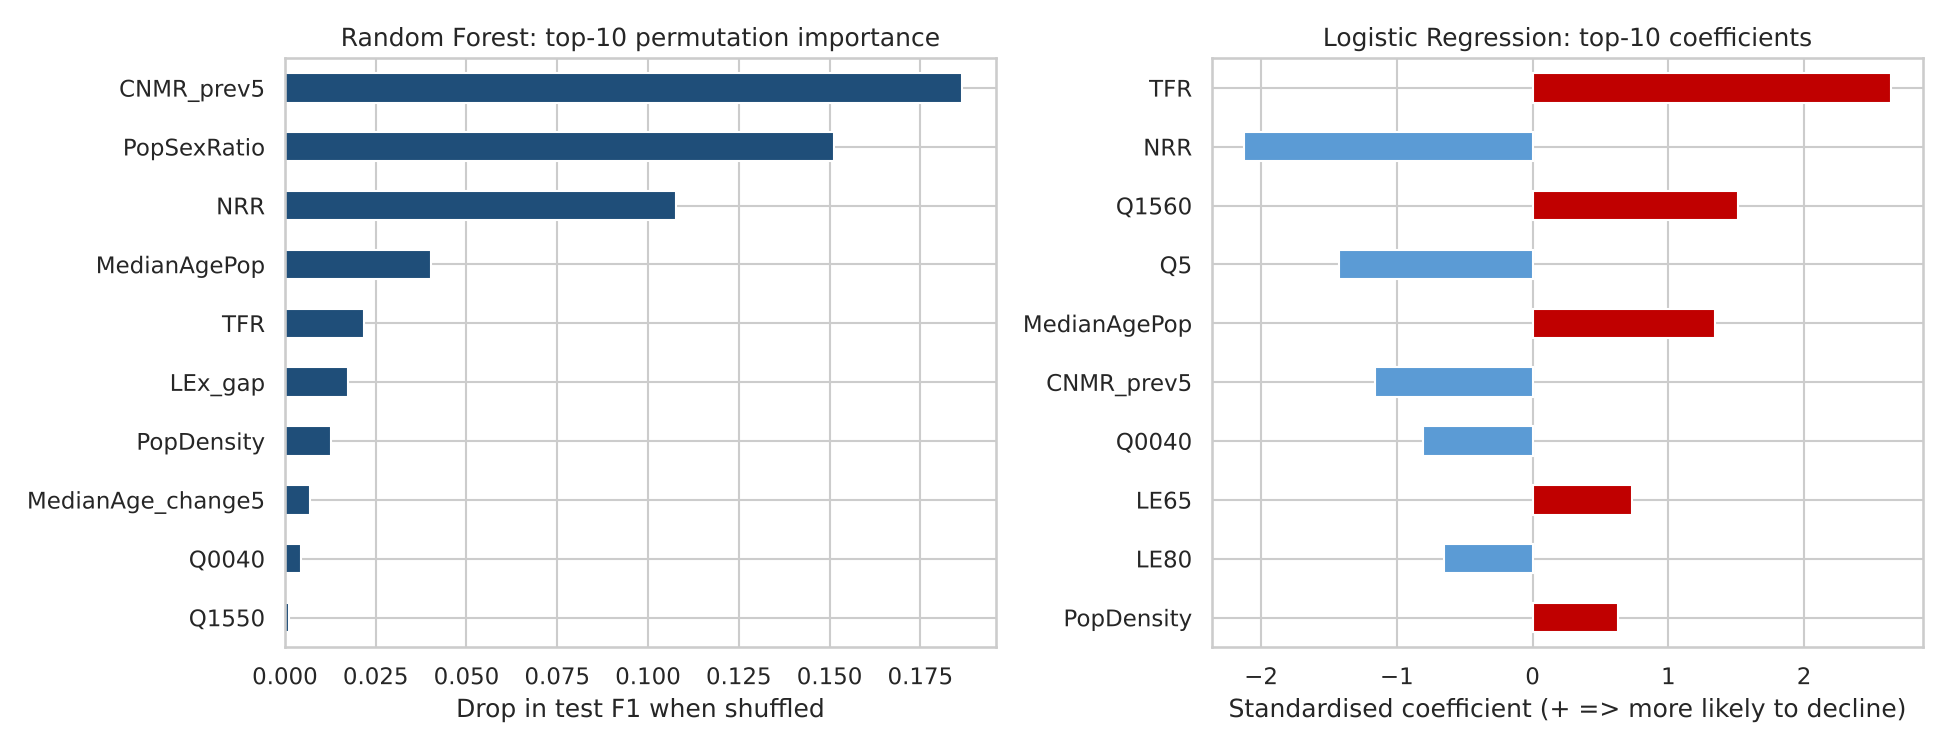 Random Forest: top-10 permutation importance
CNMR_prev5
PopSexRatio
NRR
MedianAgePop
TFR
LEx_gap
PopDensity
MedianAge_change5
Q0040
Q1550
0.000 0.025 0.050 0.075 0.100 0.125 0.150 0.175
Drop in test F1 when shuffled
Logistic Regression: top-10 coefficients
TFR
NRR
Q1560
Q5
MedianAgePop
CNMR_prev5
Q0040
LE65
LE80
PopDensity
−2 −1 0 1 2
Standardised coefficient (+ => more likely to decline)